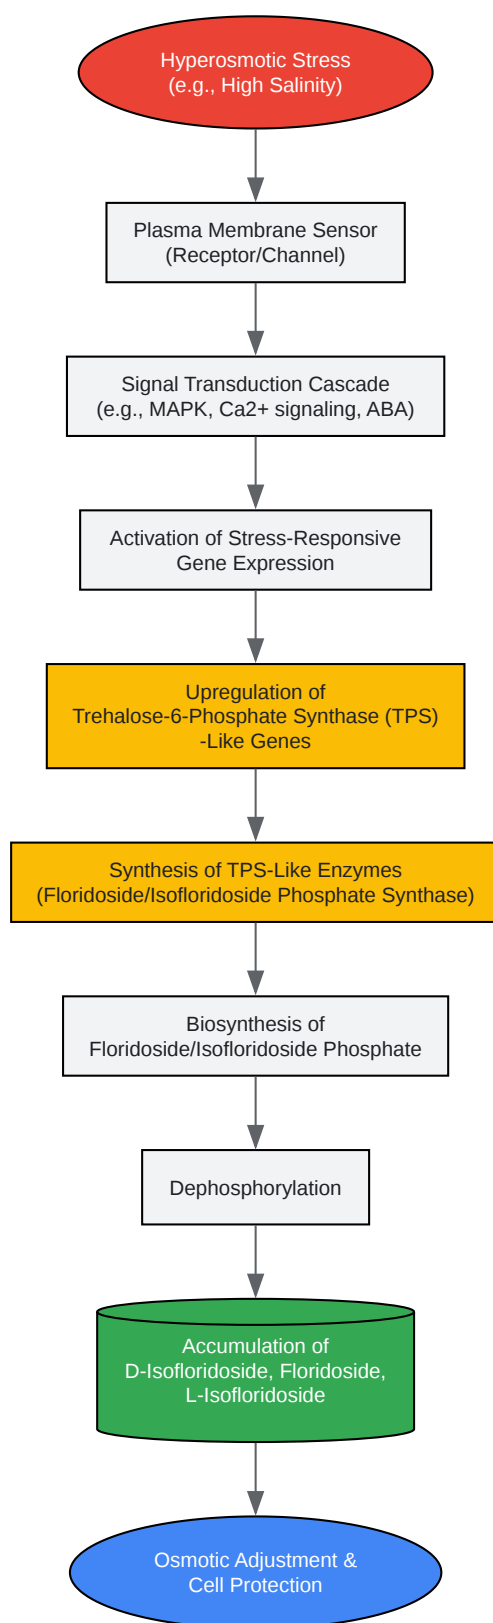 Hyperosmotic Stress
(e.g., High Salinity)
Plasma Membrane Sensor
(Receptor/Channel)
Signal Transduction Cascade
(e.g., MAPK, Ca2+ signaling, ABA)
Activation of Stress-Responsive
Gene Expression
Upregulation of
Trehalose-6-Phosphate Synthase (TPS)
-Like Genes
Synthesis of TPS-Like Enzymes
(Floridoside/Isofloridoside Phosphate Synthase)
Biosynthesis of
Floridoside/Isofloridoside Phosphate
Dephosphorylation
Accumulation of
D-Isofloridoside, Floridoside,
L-Isofloridoside
Osmotic Adjustment &
Cell Protection